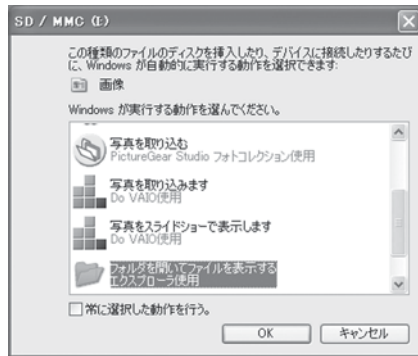 SD / MMC (E:)
この種類のファイルのディスクを挿入したり、デバイスに接続したりするたび
に、Windows が自動的に実行する動作を選択できます:
画像
Windows が実行する動作を選んでください。
写真を取り込む
PictureGear Studio フォトコレクション使用
写真を取り込みます
Do VAIO使用
写真をスライドショーで表示します
Do VAIO使用
フォルダを開いてファイルを表示する
エクスプローラ使用
常に選択した動作を行う。
OK
キャンセル